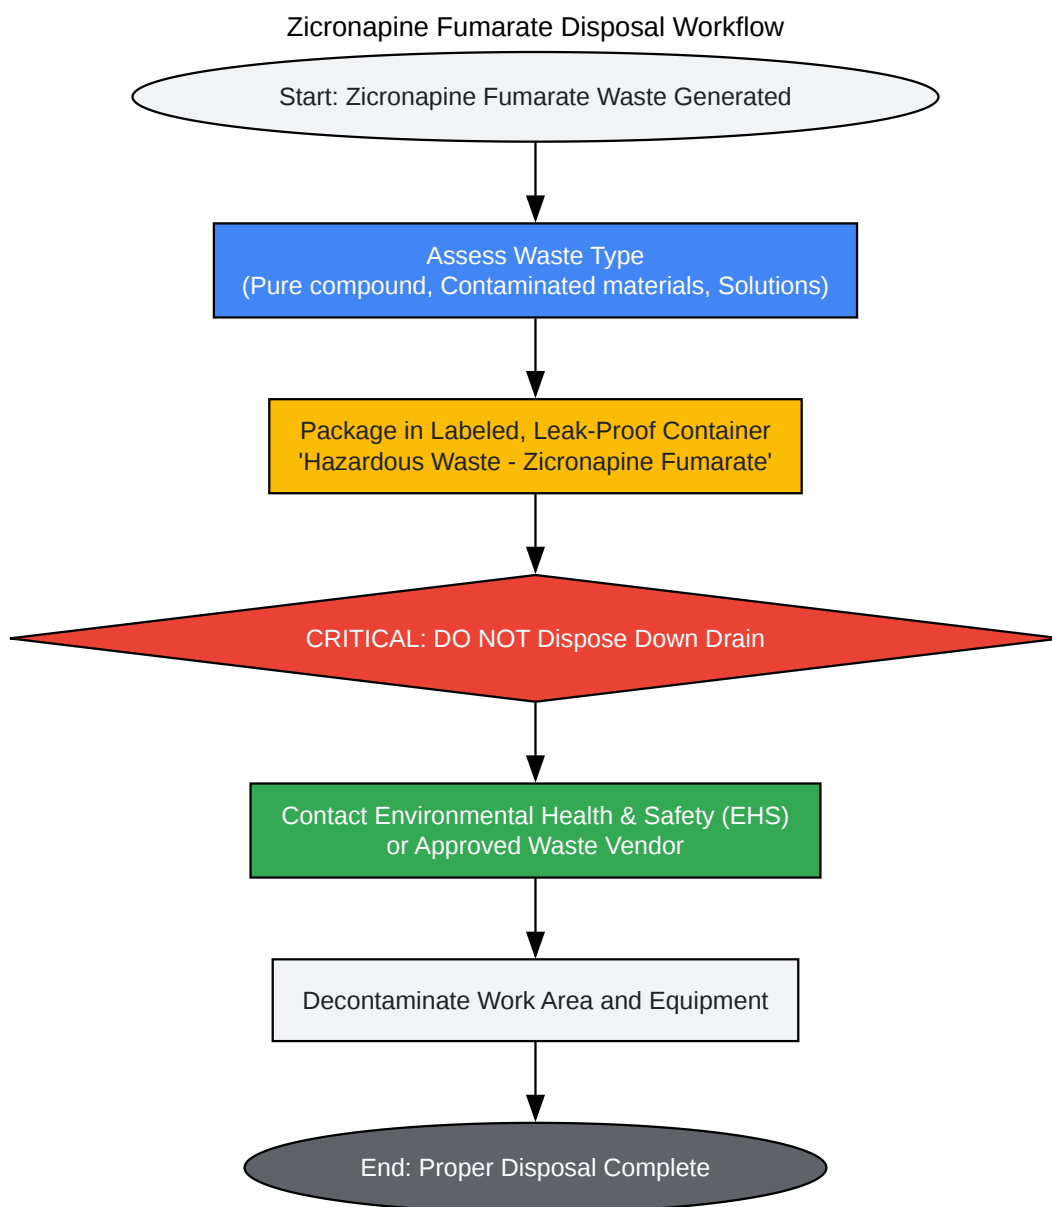 Zicronapine Fumarate Disposal Workflow
Start: Zicronapine Fumarate Waste Generated
Assess Waste Type
(Pure compound, Contaminated materials, Solutions)
Package in Labeled, Leak-Proof Container
'Hazardous Waste - Zicronapine Fumarate'
CRITICAL: DO NOT Dispose Down Drain
Contact Environmental Health & Safety (EHS)
or Approved Waste Vendor
Decontaminate Work Area and Equipment
End: Proper Disposal Complete